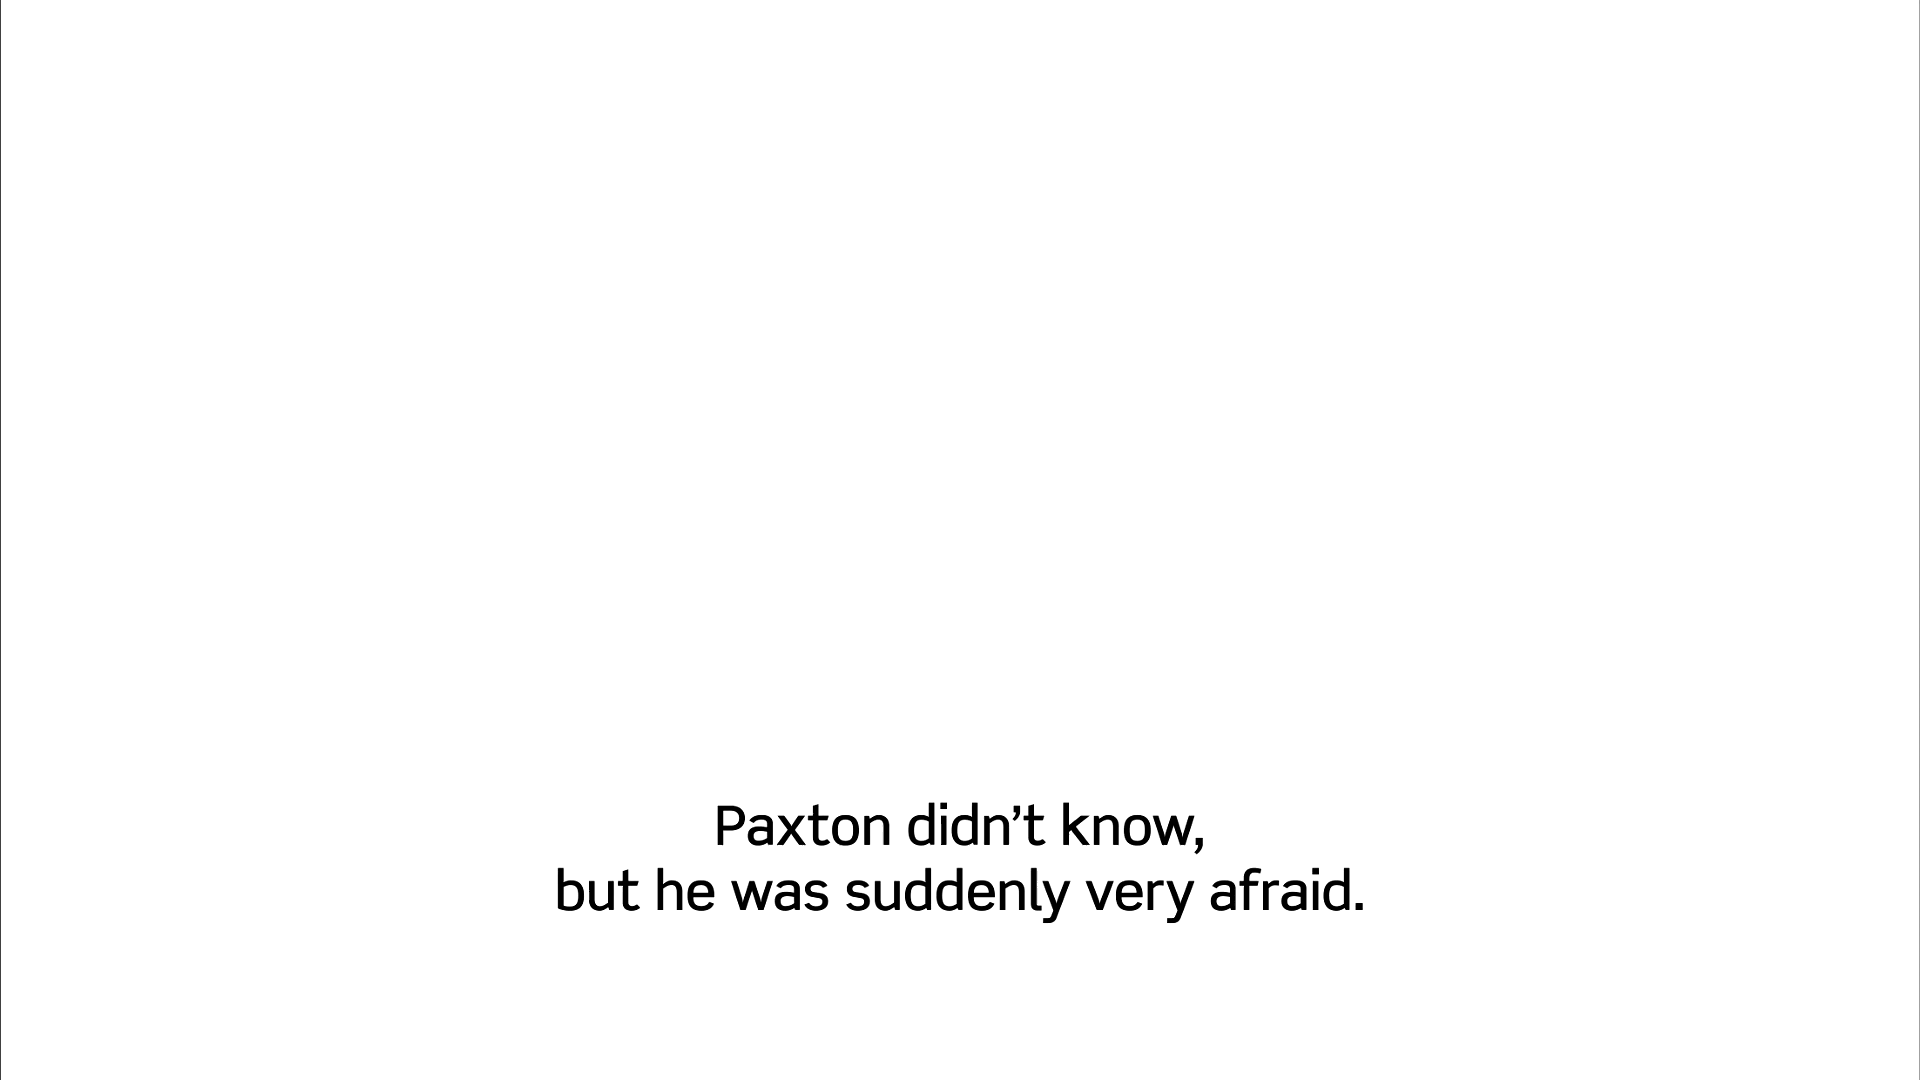 Paxton didn’t know,
but he was suddenly very afraid.